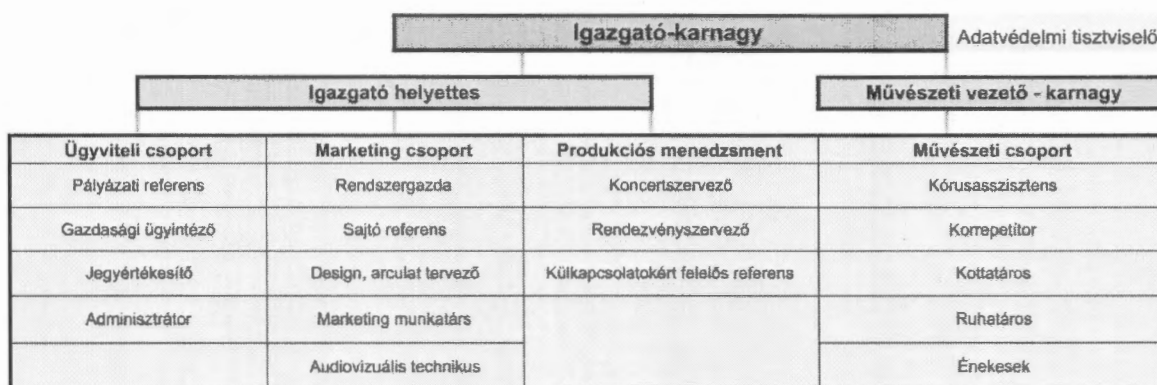 Igazgató-karnagy
Adatvédelmi tisztviselő
Igazgató helyettes
Művészeti vezető - karnagy
Ügyviteli csoport
Marketing csoport
Produkciós menedzsment
Művészeti csoport
Pályázati referens
Rendszergazda
Koncertszervező
Kórusasszisztens
Gazdasági ügyintéző
Sajtó referens
Rendezvényszervező
Korrepetítor
Jegyértékesítő
Design, arculat tervező
Külkapcsolatokért felelős referens
Kottatáros
Adminisztrátor
Marketing munkatárs
Ruhatáros
Audiovizuális technikus
Énekesek